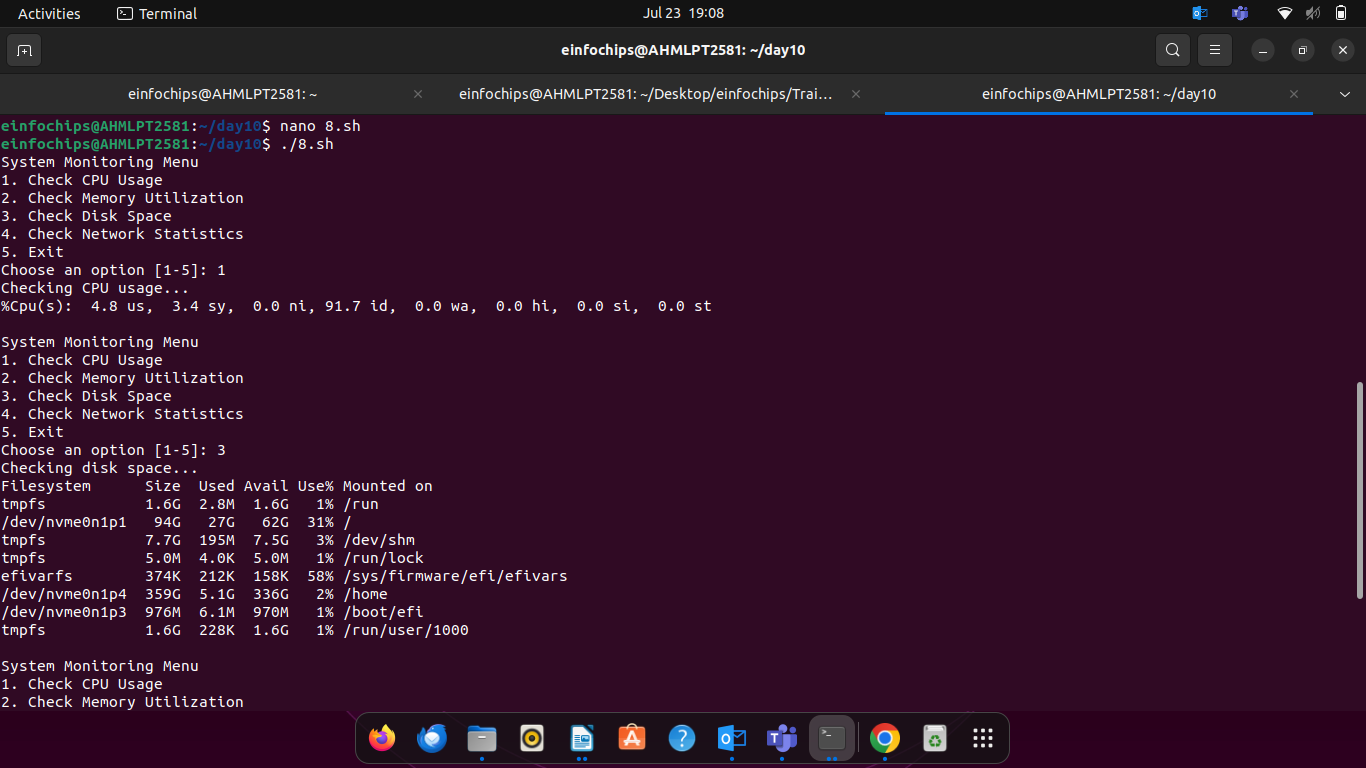 Activities Terminal Jul 23 19:08
einfochips@AHMLPT2581: ~/day10
einfochips@AHMLPT2581: ~ einfochips@AHMLPT2581: ~/Desktop/einfochips/Trai... einfochips@AHMLPT2581: ~/day10
einfochips@AHMLPT2581:~/day10$ nano 8.sh
einfochips@AHMLPT2581:~/day10$ ./8.sh
System Monitoring Menu
1. Check CPU Usage
2. Check Memory Utilization
3. Check Disk Space
4. Check Network Statistics
5. Exit
Choose an option [1-5]: 1
Checking CPU usage...
%Cpu(s):  4.8 us,  3.4 sy,  0.0 ni, 91.7 id,  0.0 wa,  0.0 hi,  0.0 si,  0.0 st
System Monitoring Menu
1. Check CPU Usage
2. Check Memory Utilization
3. Check Disk Space
4. Check Network Statistics
5. Exit
Choose an option [1-5]: 3
Checking disk space...
Filesystem      Size  Used Avail Use% Mounted on
tmpfs           1.6G  2.8M  1.6G   1% /run
/dev/nvme0n1p1   94G   27G   62G  31% /
tmpfs           7.7G  195M  7.5G   3% /dev/shm
tmpfs           5.0M  4.0K  5.0M   1% /run/lock
efivarfs        374K  212K  158K  58% /sys/firmware/efi/efivars
/dev/nvme0n1p4  359G  5.1G  336G   2% /home
/dev/nvme0n1p3  976M  6.1M  970M   1% /boot/efi
tmpfs           1.6G  228K  1.6G   1% /run/user/1000
System Monitoring Menu
1. Check CPU Usage
2. Check Memory Utilization